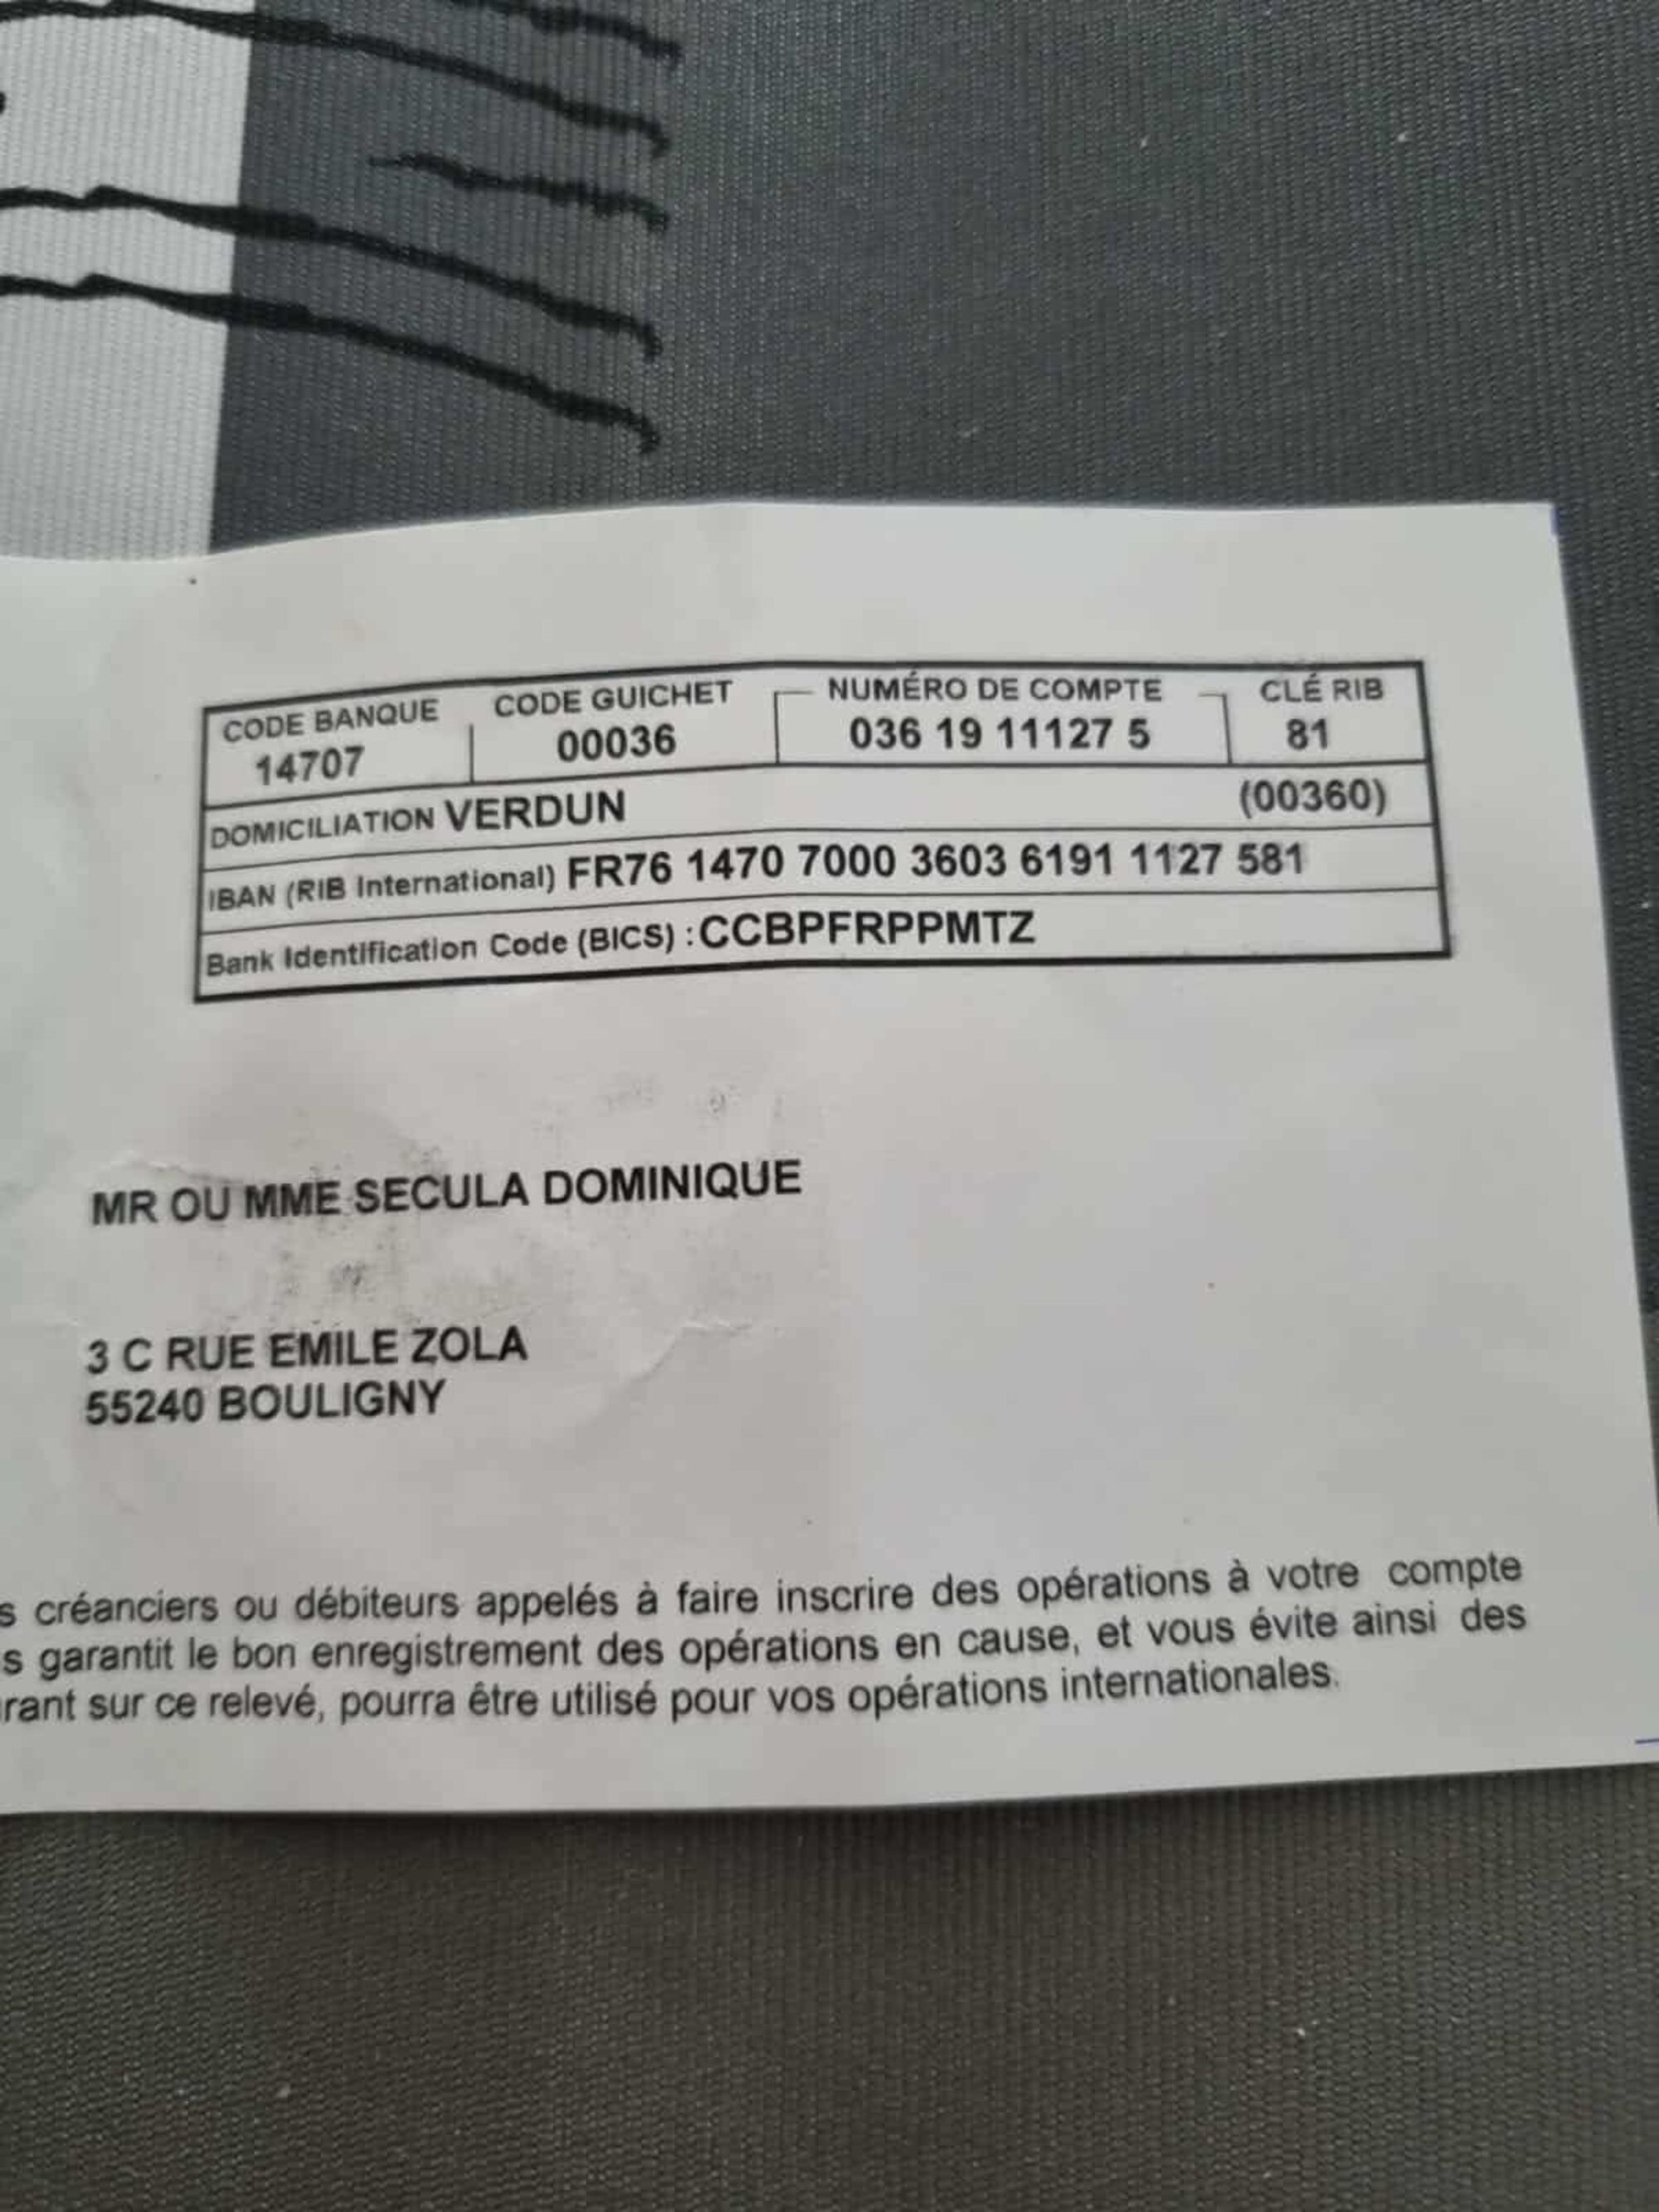 CODE BANQUE CODE GUICHET NUMÉRO DE COMPTE CLÉ RIB
14707 00036 036 19 11127 5 81
DOMICILIATION VERDUN (00360)
IBAN (RIB International) FR76 1470 7000 3603 6191 1127 581
Bank Identification Code (BICS) : CCBPFRPPMTZ
MR OU MME SECULA DOMINIQUE
3 C RUE EMILE ZOLA
55240 BOULIGNY
s créanciers ou débiteurs appelés à faire inscrire des opérations à votre compte
s garantit le bon enregistrement des opérations en cause, et vous évite ainsi des
rant sur ce relevé, pourra être utilisé pour vos opérations internationales.